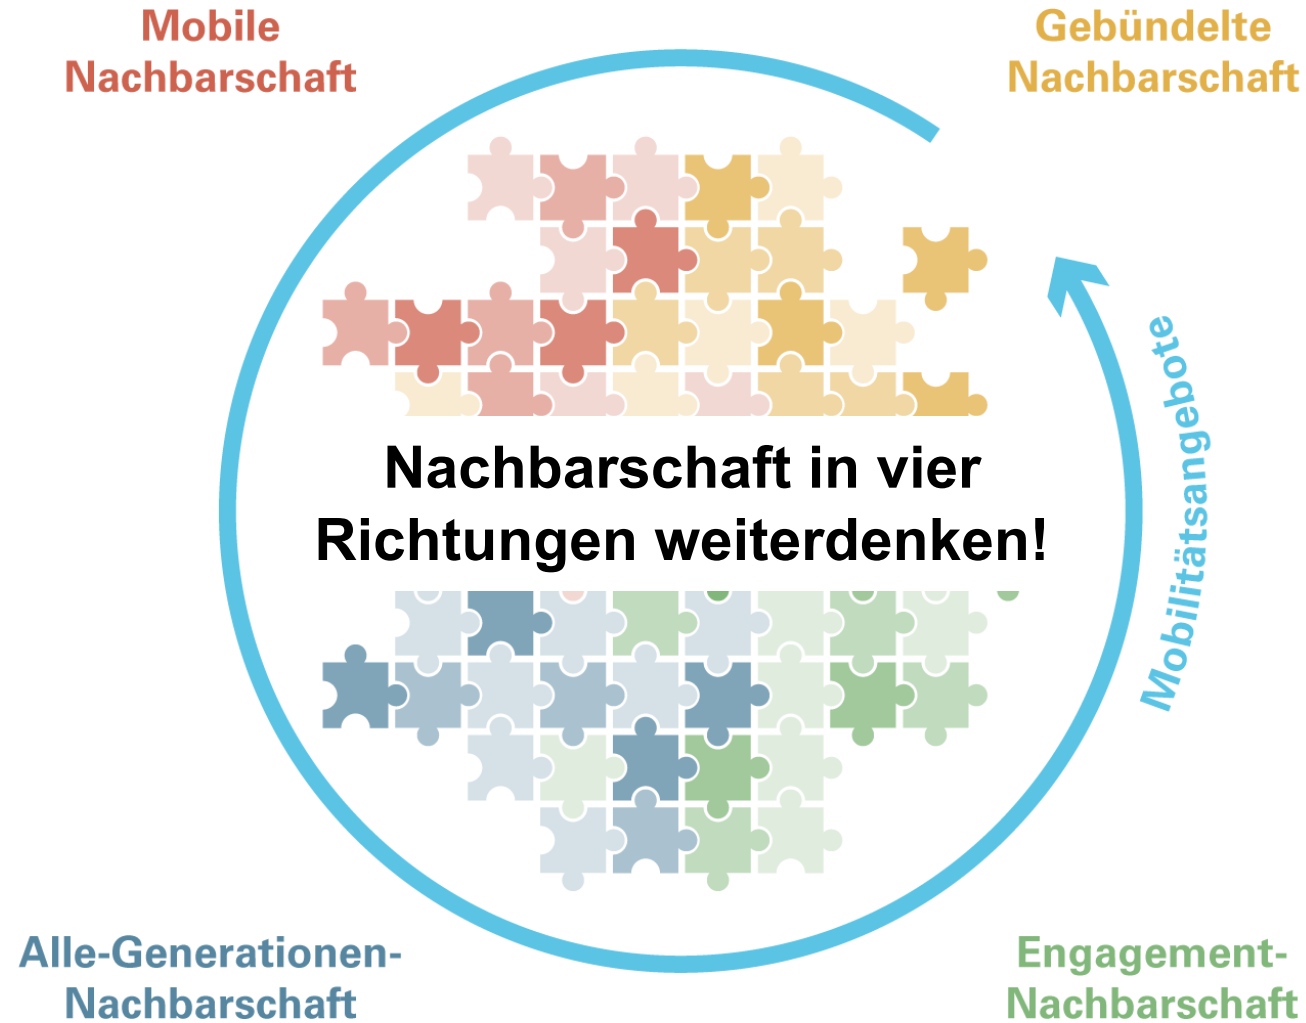 Mobile
Nachbarschaft
Gebündelte
Nachbarschaft
Nachbarschaft in vier
Richtungen weiterdenken!
Mobilitätsangebote
Alle-Generationen-
Nachbarschaft
Engagement-
Nachbarschaft